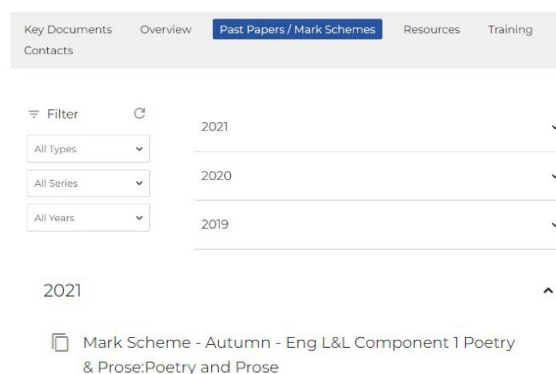 Key Documents Overview Past Papers / Mark Schemes Resources Training
Contacts
Filter
All Types
All Series
All Years
2021
2020
2019
2021
Mark Scheme - Autumn - Eng L&L Component 1 Poetry
& Prose:Poetry and Prose